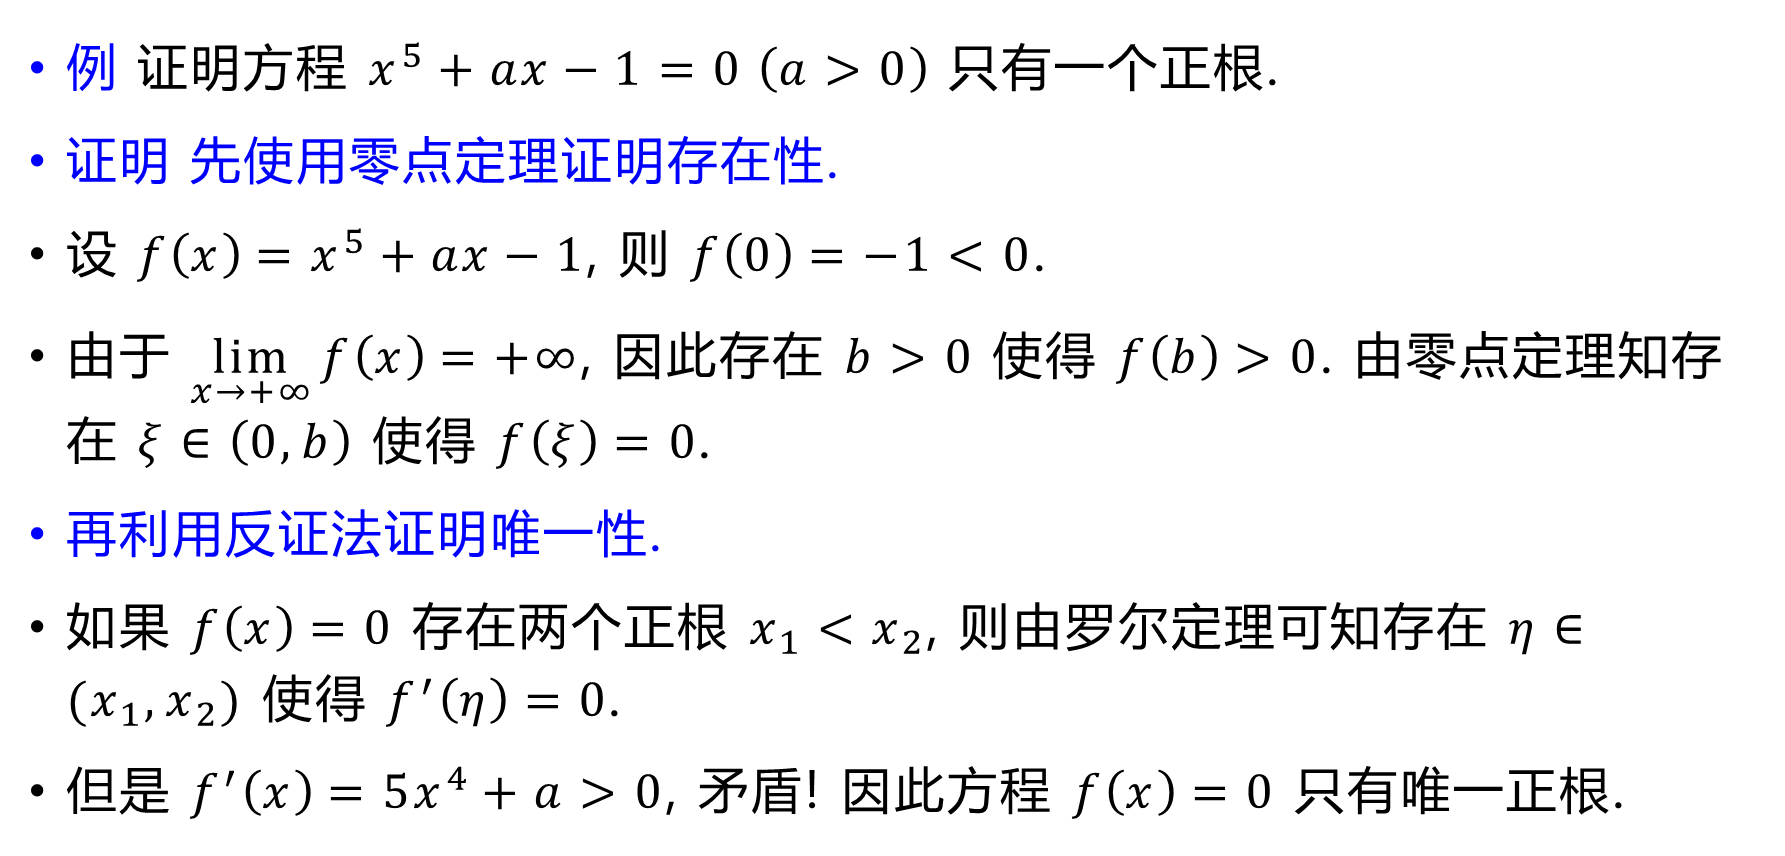 • 例 证明方程 x⁵ + ax − 1 = 0 (a > 0) 只有一个正根.
• 证明 先使用零点定理证明存在性.
• 设 f(x) = x⁵ + ax − 1, 则 f(0) = −1 < 0.
• 由于 lim_{x→+∞} f(x) = +∞, 因此存在 b > 0 使得 f(b) > 0. 由零点定理知存
在 ξ ∈ (0, b) 使得 f(ξ) = 0.
• 再利用反证法证明唯一性.
• 如果 f(x) = 0 存在两个正根 x₁ < x₂, 则由罗尔定理可知存在 η ∈
(x₁, x₂) 使得 f′(η) = 0.
• 但是 f′(x) = 5x⁴ + a > 0, 矛盾! 因此方程 f(x) = 0 只有唯一正根.